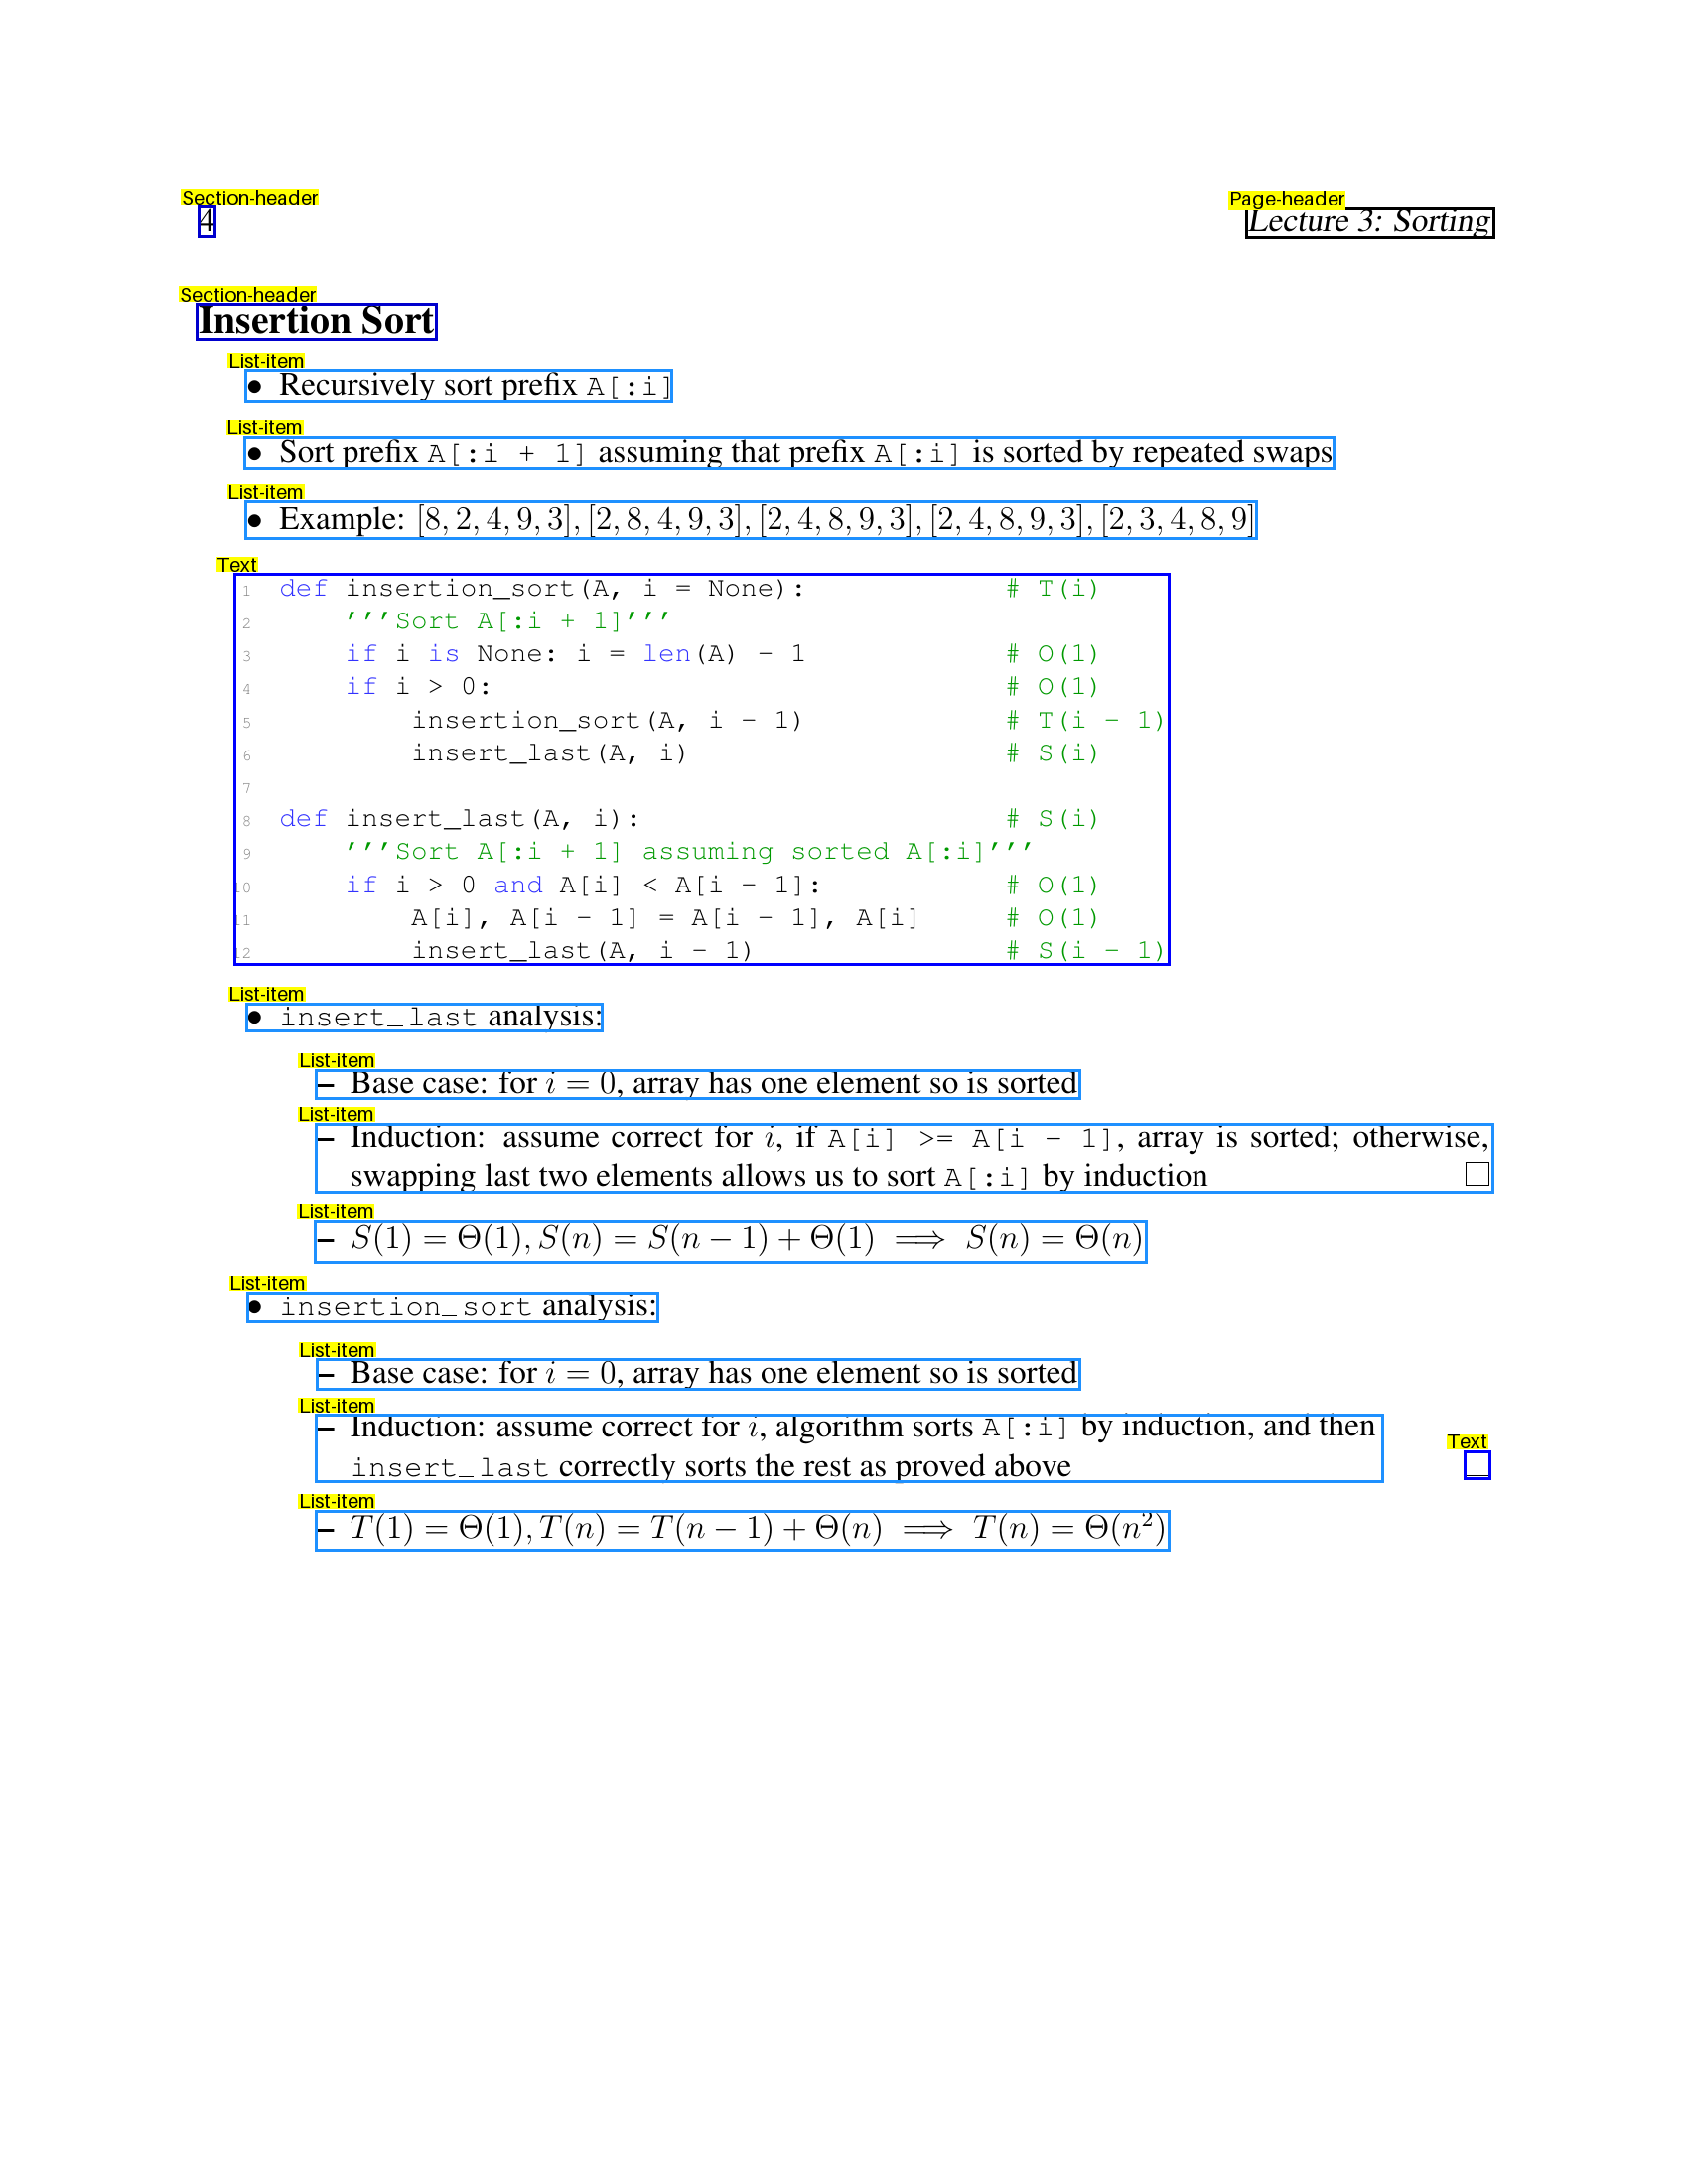 Section-header
4
Page-header
Lecture 3: Sorting
Section-header
Insertion Sort
List-item
• Recursively sort prefix A[:i]
List-item
• Sort prefix A[:i + 1] assuming that prefix A[:i] is sorted by repeated swaps
List-item
• Example: [8, 2, 4, 9, 3], [2, 8, 4, 9, 3], [2, 4, 8, 9, 3], [2, 4, 8, 9, 3], [2, 3, 4, 8, 9]
Text
1 def insertion_sort(A, i = None): # T(i)
2 '''Sort A[:i + 1]'''
3 if i is None: i = len(A) - 1 # O(1)
4 if i > 0: # O(1)
5 insertion_sort(A, i - 1) # T(i - 1)
6 insert_last(A, i) # S(i)
7
8 def insert_last(A, i): # S(i)
9 '''Sort A[:i + 1] assuming sorted A[:i]'''
10 if i > 0 and A[i] < A[i - 1]: # O(1)
11 A[i], A[i - 1] = A[i - 1], A[i] # O(1)
12 insert_last(A, i - 1) # S(i - 1)
List-item
• insert_last analysis:
List-item
– Base case: for i = 0, array has one element so is sorted
List-item
– Induction: assume correct for i, if A[i] >= A[i - 1], array is sorted; otherwise,
swapping last two elements allows us to sort A[:i] by induction □
List-item
– S(1) = Θ(1), S(n) = S(n − 1) + Θ(1) ⟹ S(n) = Θ(n)
List-item
• insertion_sort analysis:
List-item
– Base case: for i = 0, array has one element so is sorted
List-item
– Induction: assume correct for i, algorithm sorts A[:i] by induction, and then
insert_last correctly sorts the rest as proved above
Text
□
List-item
– T(1) = Θ(1), T(n) = T(n − 1) + Θ(n) ⟹ T(n) = Θ(n²)